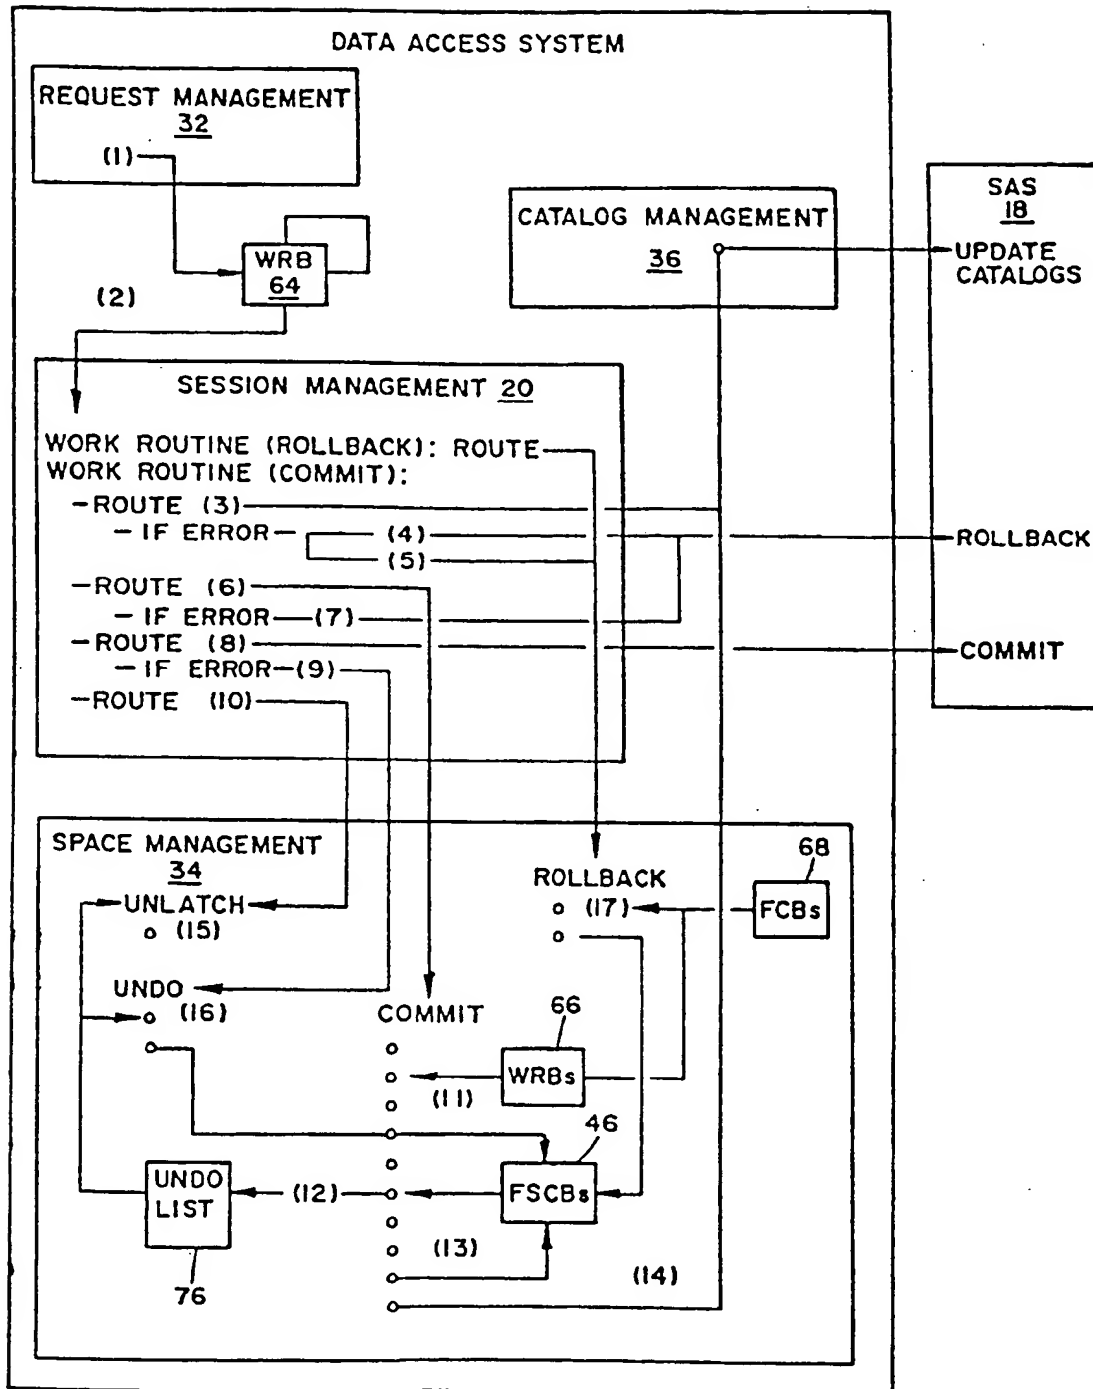 DATA ACCESS SYSTEM
REQUEST MANAGEMENT
32
(1)
WRB
64
(2)
CATALOG MANAGEMENT
36
SAS
18
UPDATE
CATALOGS
ROLLBACK
COMMIT
SESSION MANAGEMENT 20
WORK ROUTINE (ROLLBACK): ROUTE
WORK ROUTINE (COMMIT):
-ROUTE (3)
- IF ERROR- (4)
(5)
-ROUTE (6)
- IF ERROR-(7)
-ROUTE (8)
- IF ERROR-(9)
-ROUTE (10)
SPACE MANAGEMENT
34
UNLATCH
(15)
UNDO
(16)
COMMIT
ROLLBACK
(17)
68
FCBs
66
WRBs
(11)
46
FSCBs
(12)
UNDO
LIST
76
(13)
(14)